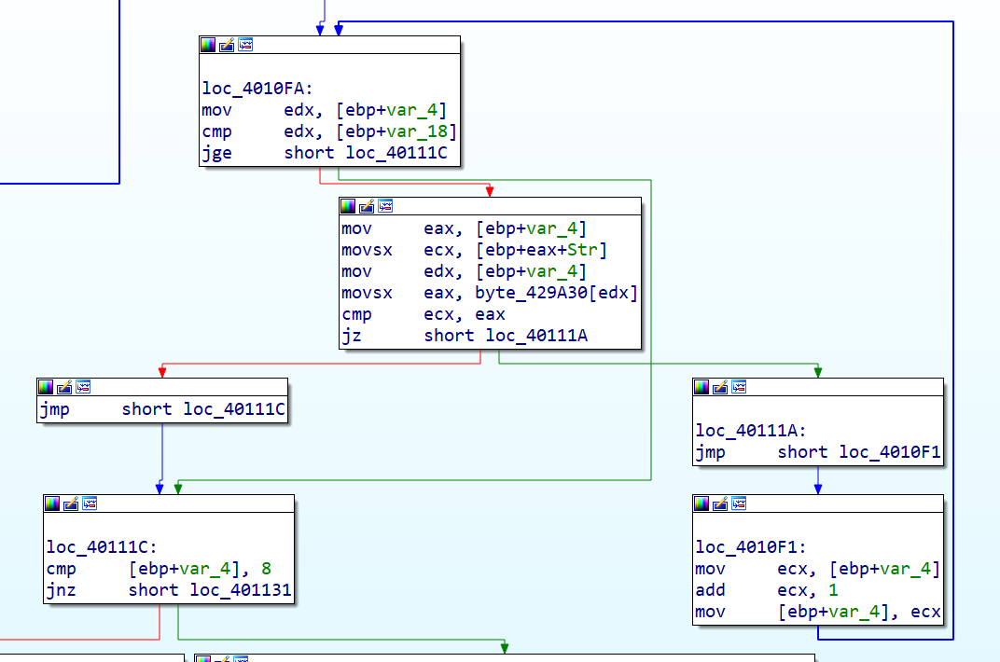 loc_4010FA:
mov edx, [ebp+var_4]
cmp edx, [ebp+var_18]
jge short loc_40111C
mov eax, [ebp+var_4]
movsx ecx, [ebp+eax+Str]
mov edx, [ebp+var_4]
movsx eax, byte_429A30[edx]
cmp ecx, eax
jz short loc_40111A
jmp short loc_40111C
loc_40111A:
jmp short loc_4010F1
loc_40111C:
cmp [ebp+var_4], 8
jnz short loc_401131
loc_4010F1:
mov ecx, [ebp+var_4]
add ecx, 1
mov [ebp+var_4], ecx